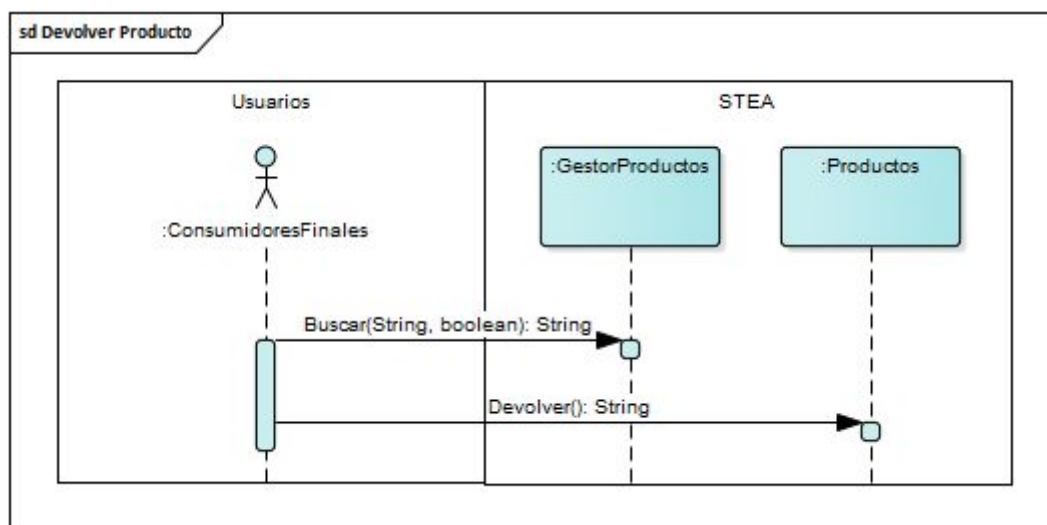 sd Devolver Producto
Usuarios
STEA
:GestorProductos
:Productos
:ConsumidoresFinales
Buscar(String, boolean): String
Devolver(): String